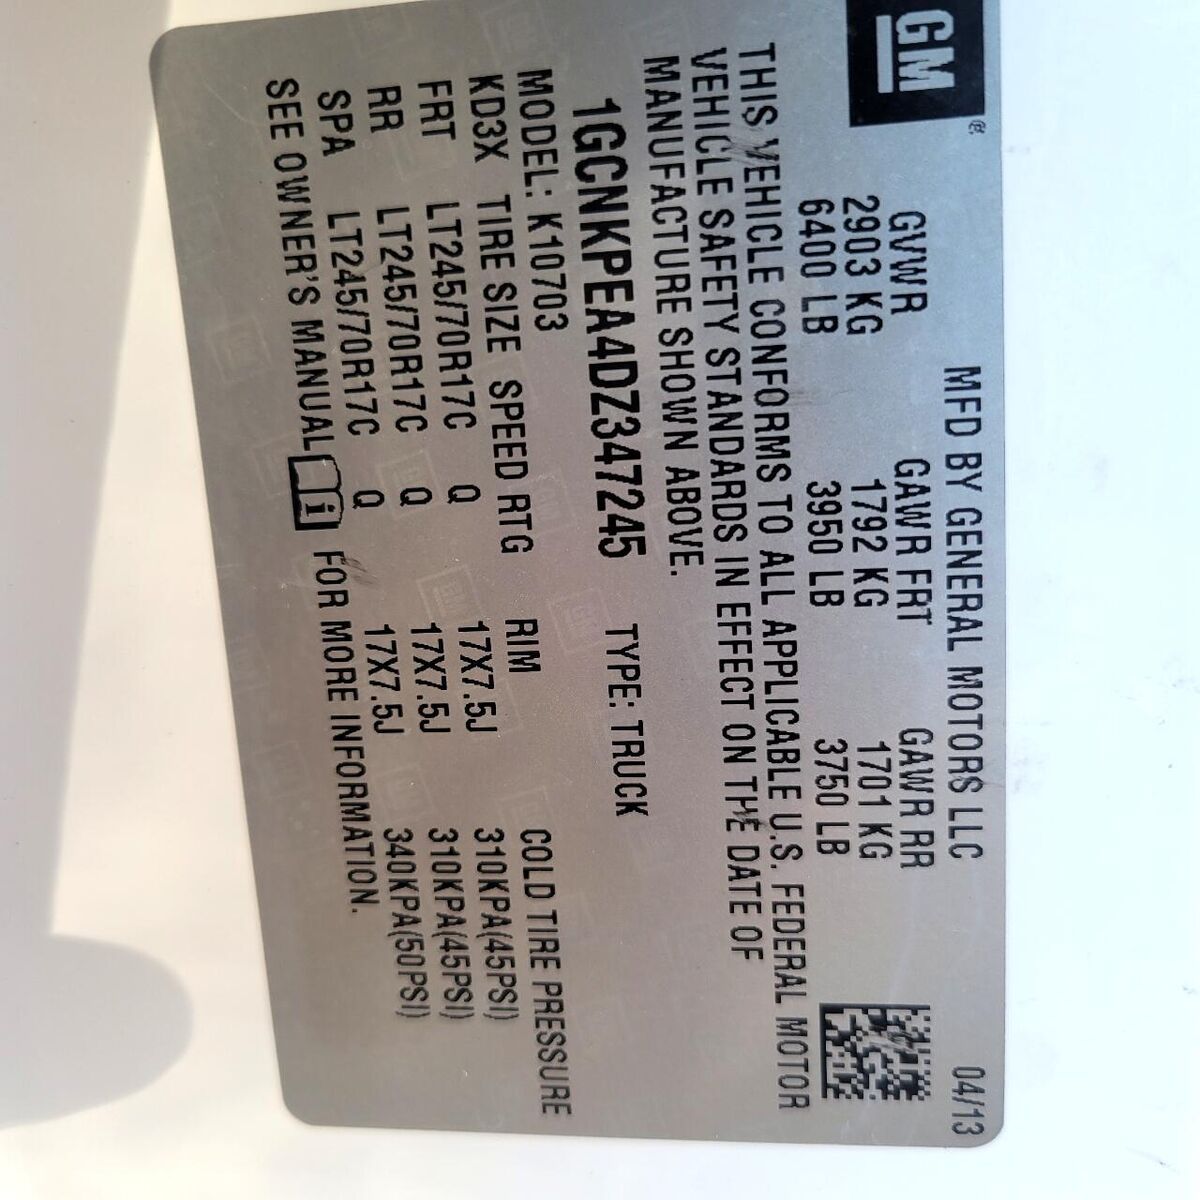 GM®
MFD BY GENERAL MOTORS LLC 04/13
GVWR GAWR FRT GAWR RR
2903 KG 1792 KG 1701 KG
6400 LB 3950 LB 3750 LB
THIS VEHICLE CONFORMS TO ALL APPLICABLE U.S. FEDERAL MOTOR
VEHICLE SAFETY STANDARDS IN EFFECT ON THE DATE OF
MANUFACTURE SHOWN ABOVE.
1GCNKPEA4DZ347245 TYPE: TRUCK
MODEL: K10703
KD3X TIRE SIZE SPEED RTG RIM COLD TIRE PRESSURE
FRT LT245/70R17C Q 17X7.5J 310KPA(45PSI)
RR LT245/70R17C Q 17X7.5J 310KPA(45PSI)
SPA LT245/70R17C Q 17X7.5J 340KPA(50PSI)
SEE OWNER'S MANUAL i FOR MORE INFORMATION.